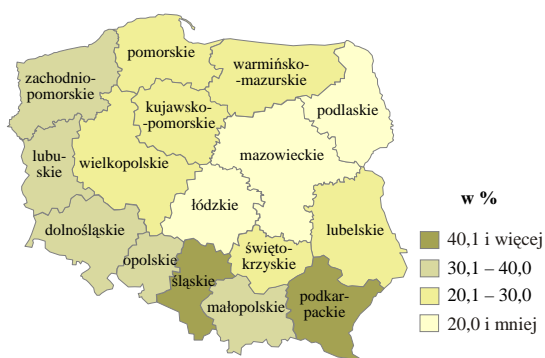 pomorskie
warmińsko-
-mazurskie
zachodnio-
pomorskie
podlaskie
kujawsko-
-pomorskie
lubu-
skie
wielkopolskie
mazowieckie
łódzkie
dolnośląskie
lubelskie
opolskie
święto-
krzyskie
śląskie
małopolskie
podkar-
packie
w %
40,1 i więcej
30,1 – 40,0
20,1 – 30,0
20,0 i mniej